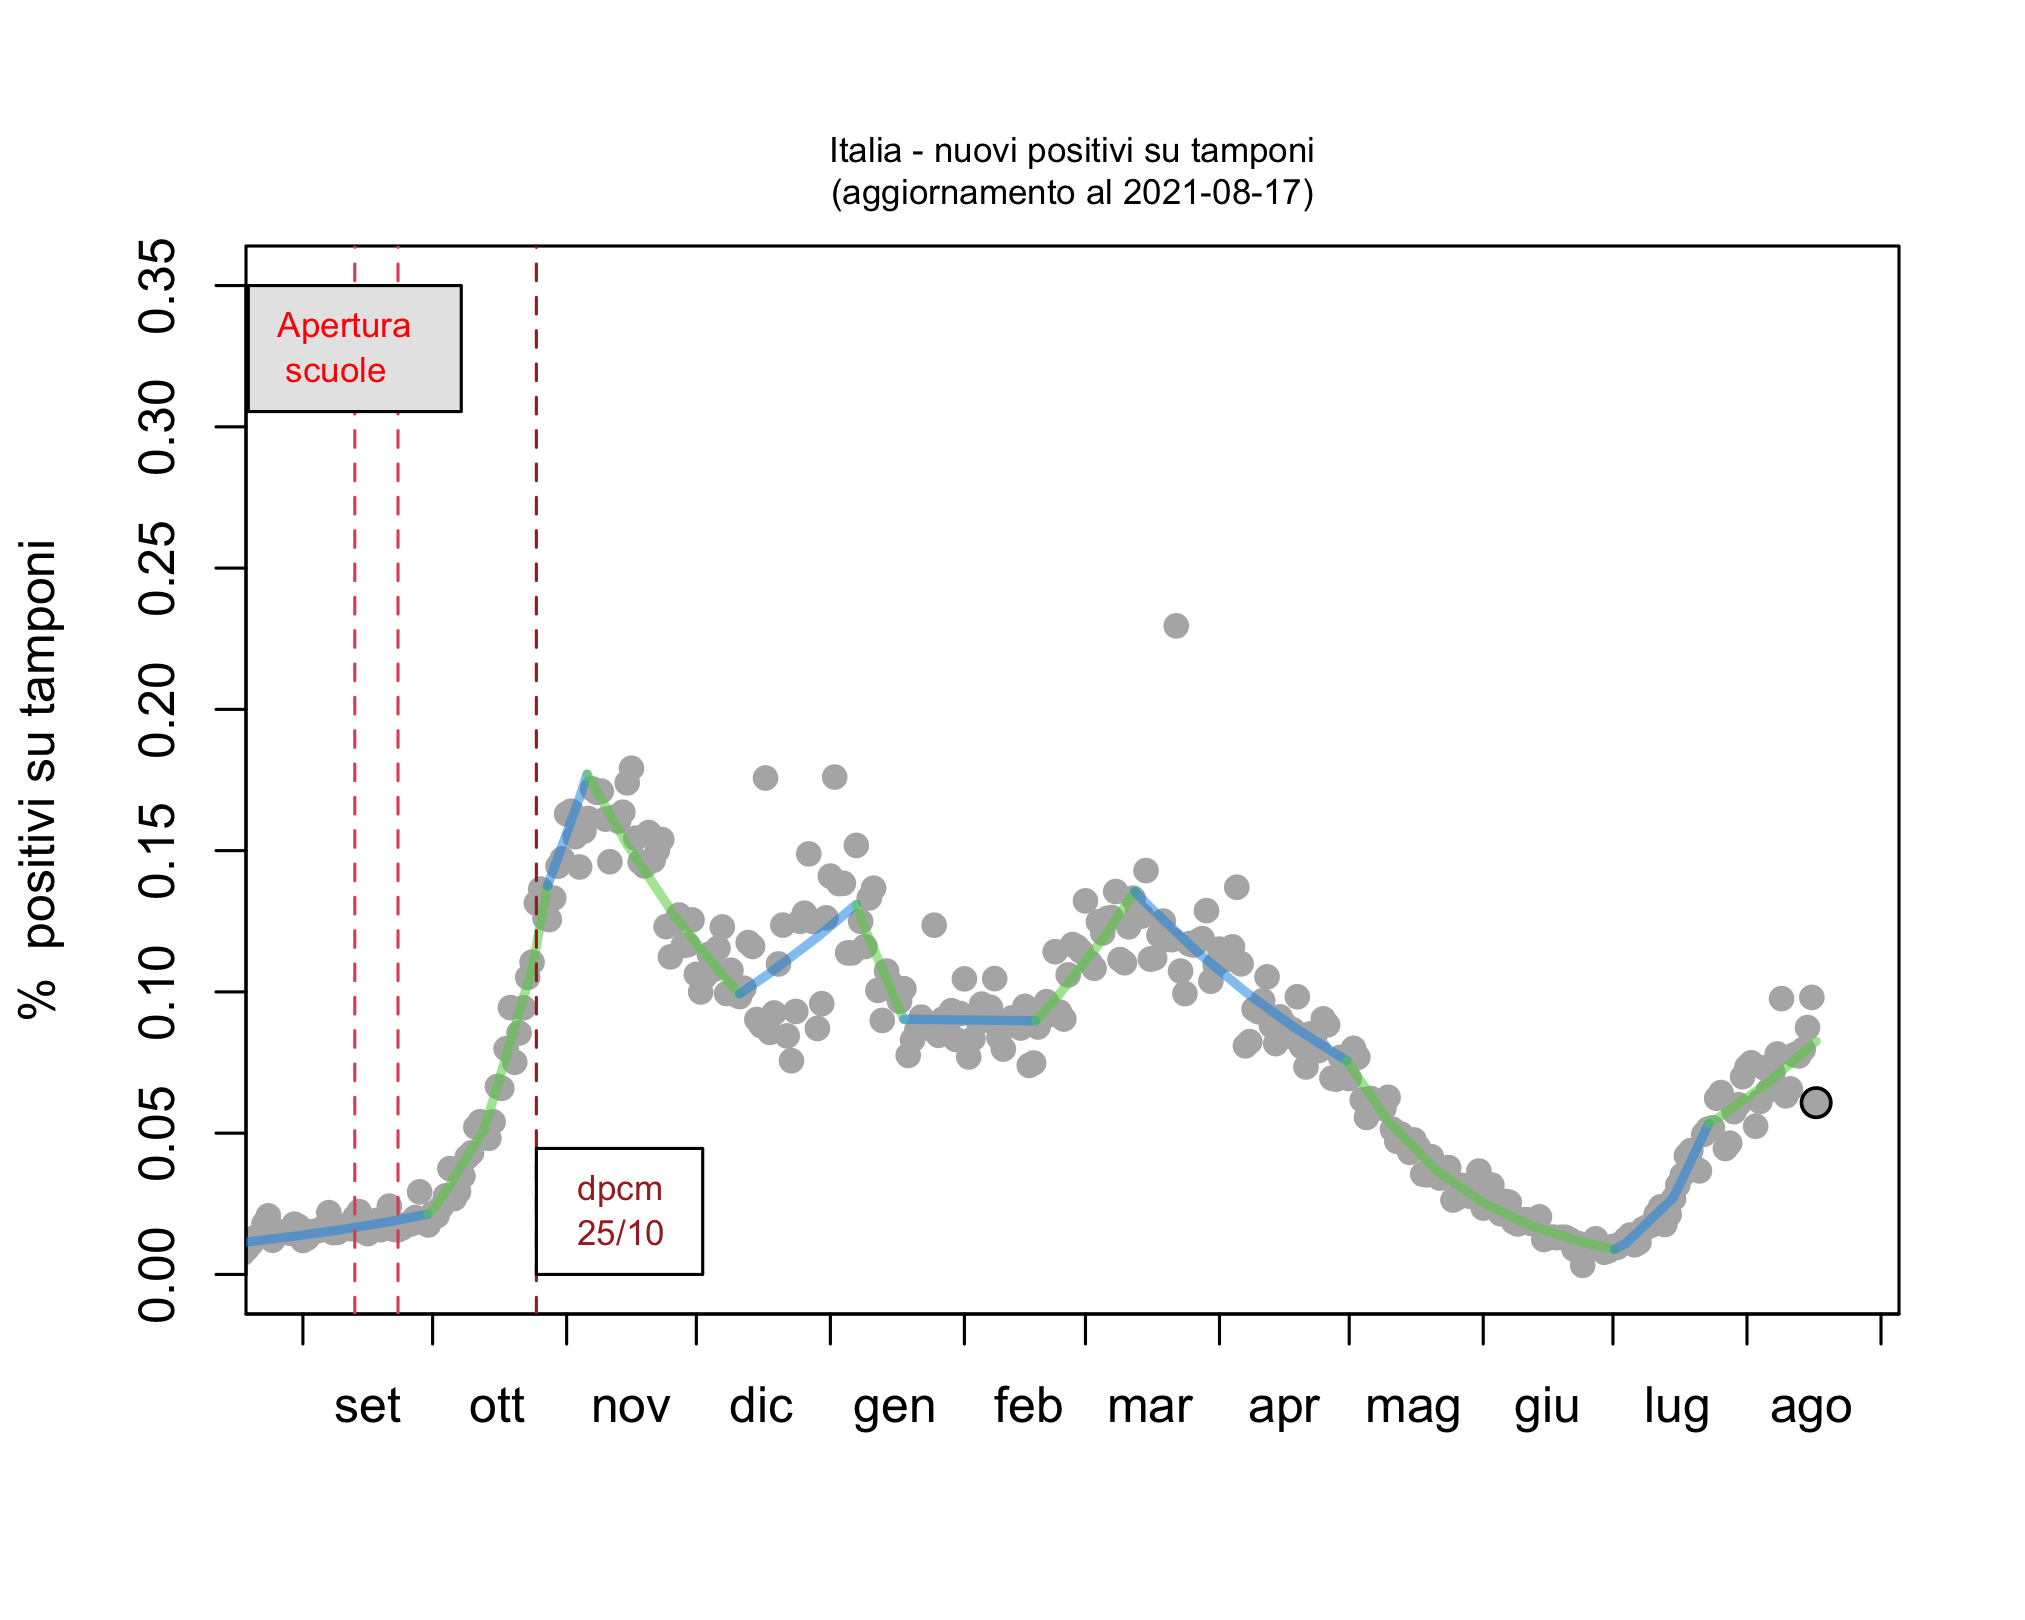 Italia - nuovi positivi su tamponi
(aggiornamento al 2021-08-17)
% positivi su tamponi
0.35
0.30
0.25
0.20
0.15
0.10
0.05
0.00
Apertura
scuole
dpcm
25/10
set ott nov dic gen feb mar apr mag giu lug ago